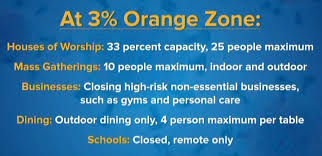 At 3% Orange Zone:
Houses of Worship: 33 percent capacity, 25 people maximum
Mass Gatherings: 10 people maximum, indoor and outdoor
Businesses: Closing high-risk non-essential businesses,
such as gyms and personal care
Dining: Outdoor dining only, 4 person maximum per table
Schools: Closed, remote only